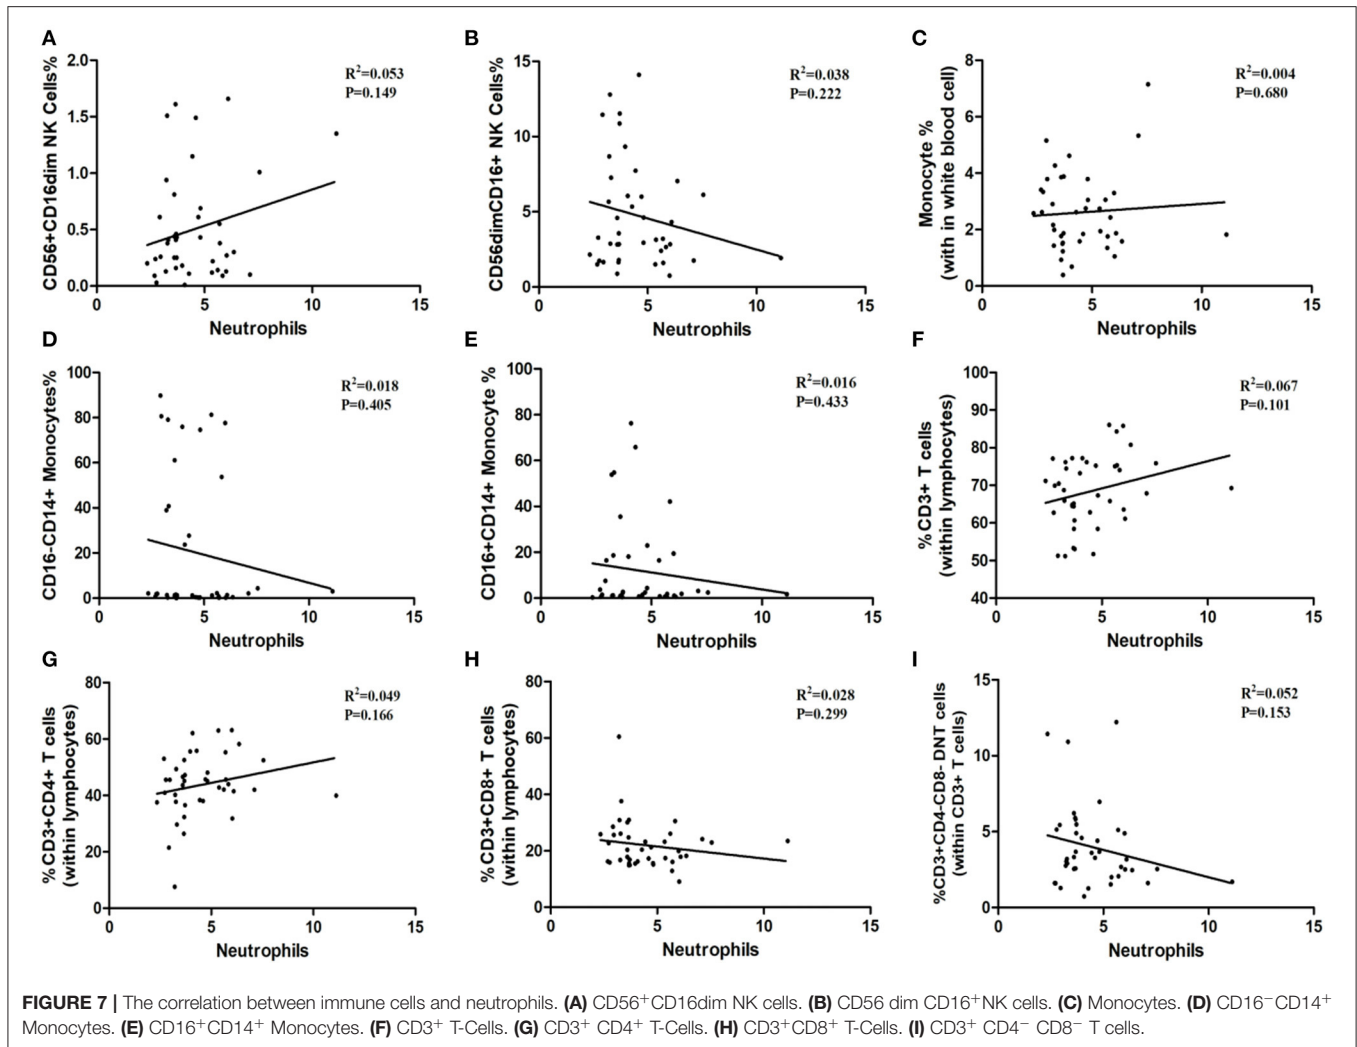 A
CD56+CD16dim NK Cells%
2.0
1.5
1.0
0.5
0.0
0
5
10
15
Neutrophils
R²=0.053
P=0.149
B
CD56dimCD16+ NK Cells%
15
10
5
0
0
5
10
15
Neutrophils
R²=0.038
P=0.222
C
Monocyte %
(with in white blood cell)
8
6
4
2
0
0
5
10
15
Neutrophils
R²=0.004
P=0.680
D
CD16-CD14+ Monocytes%
100
80
60
40
20
0
0
5
10
15
Neutrophils
R²=0.018
P=0.405
E
CD16+CD14+ Monocyte %
100
80
60
40
20
0
0
5
10
15
Neutrophils
R²=0.016
P=0.433
F
%CD3+ T cells
(within lymphocytes)
100
90
80
70
60
50
40
0
5
10
15
Neutrophils
R²=0.067
P=0.101
G
%CD3+CD4+ T cells
(within lymphocytes)
80
60
40
20
0
0
5
10
15
Neutrophils
R²=0.049
P=0.166
H
%CD3+CD8+ T cells
(within lymphocytes)
80
60
40
20
0
0
5
10
15
Neutrophils
R²=0.028
P=0.299
I
%CD3+CD4-CD8- DNT cells
(within CD3+ T cells)
15
10
5
0
0
5
10
15
Neutrophils
R²=0.052
P=0.153
FIGURE 7 | The correlation between immune cells and neutrophils. (A) CD56⁺CD16dim NK cells. (B) CD56 dim CD16⁺NK cells. (C) Monocytes. (D) CD16⁻CD14⁺
Monocytes. (E) CD16⁺CD14⁺ Monocytes. (F) CD3⁺ T-Cells. (G) CD3⁺ CD4⁺ T-Cells. (H) CD3⁺CD8⁺ T-Cells. (I) CD3⁺ CD4⁻ CD8⁻ T cells.